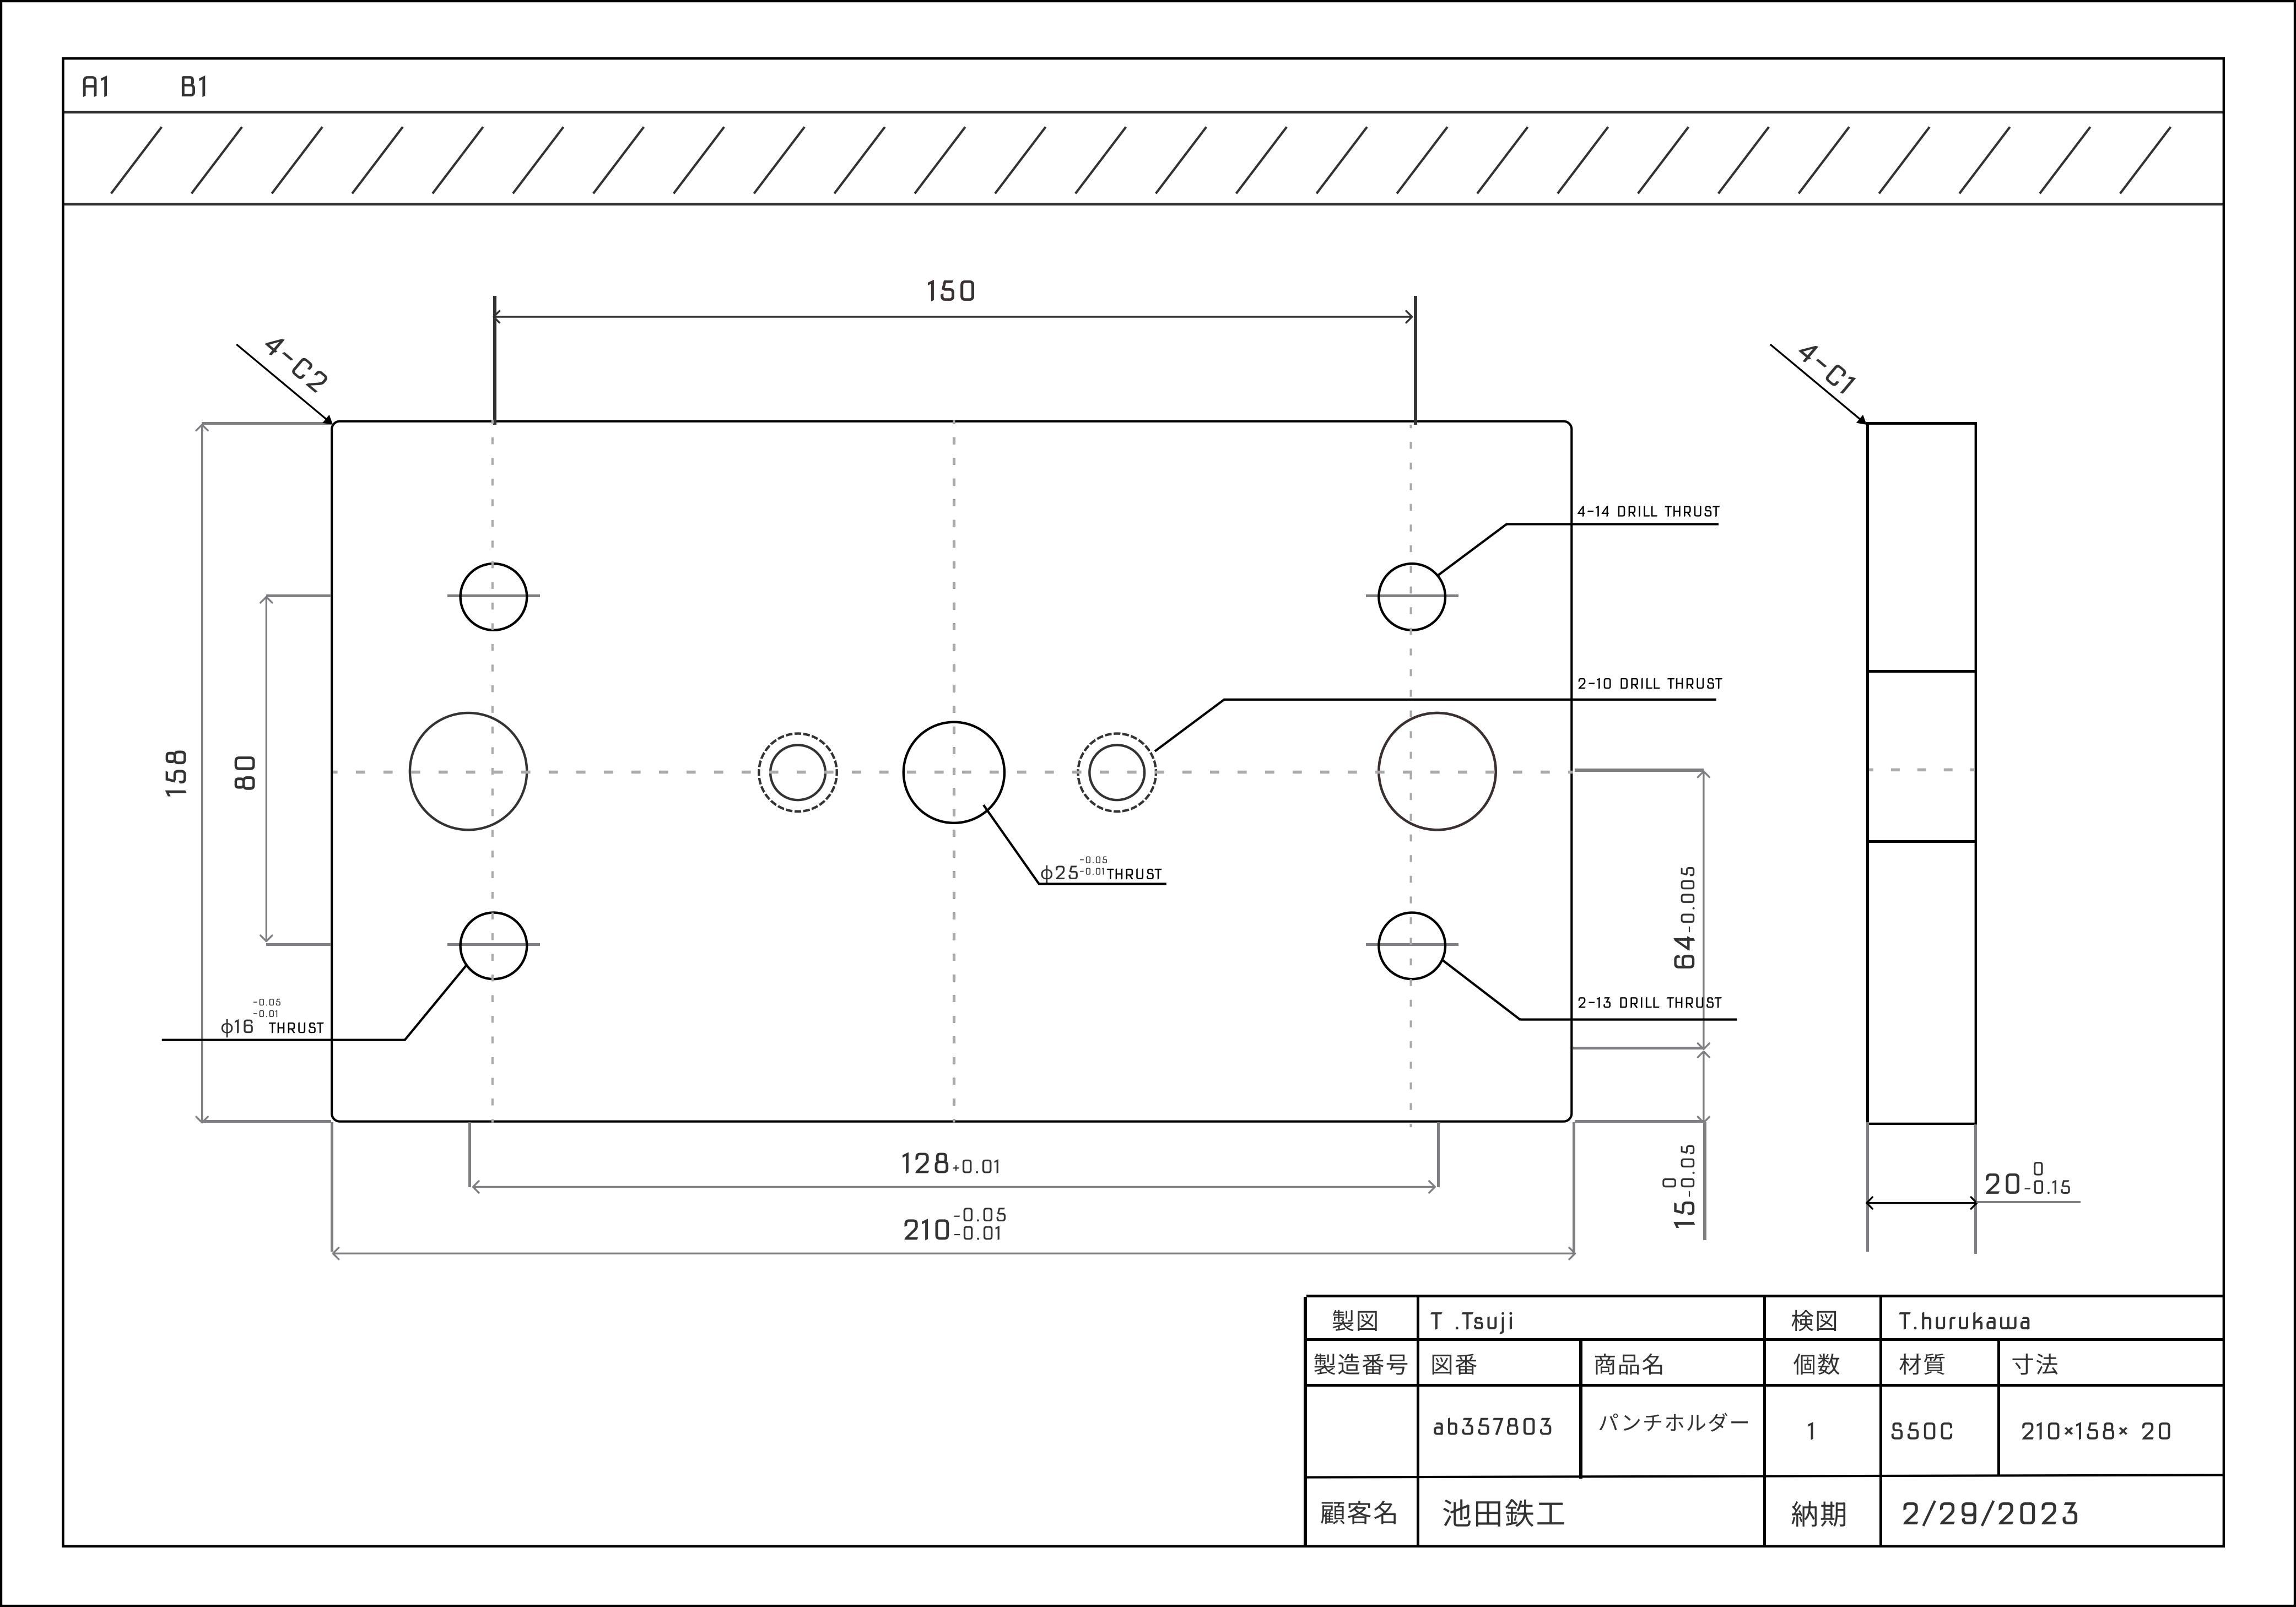 A1 B1
150
4-C2
4-C1
4-14 DRILL THRUST
2-10 DRILL THRUST
158
80
φ25 -0.05 -0.01 THRUST
64-0.005
φ16 -0.05 -0.01 THRUST
2-13 DRILL THRUST
128+0.01
15 0 -0.05
20 0 -0.15
210 -0.05 -0.01
製図 T .Tsuji 検図 T.hurukawa
製造番号 図番 商品名 個数 材質 寸法
ab357803 パンチホルダー 1 S50C 210×158× 20
顧客名 池田鉄工 納期 2/29/2023